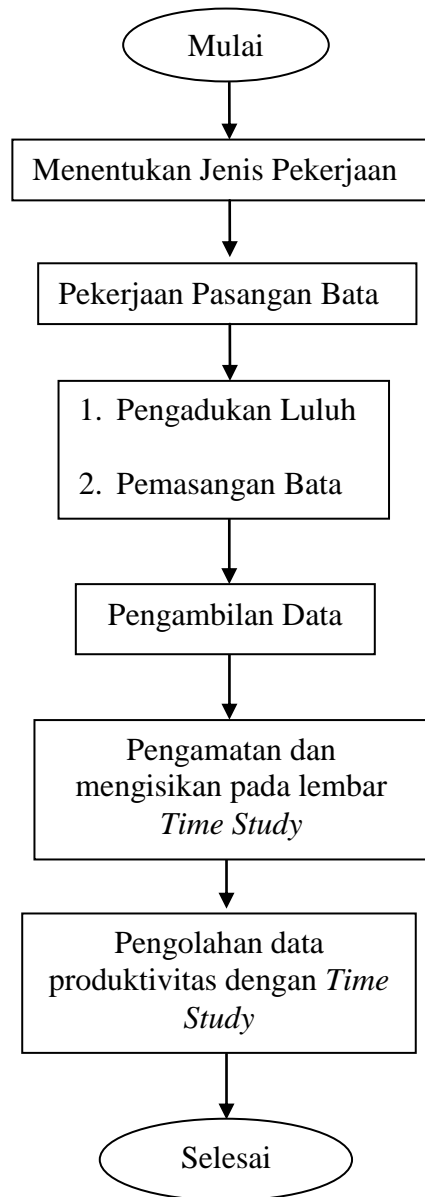 Mulai
Menentukan Jenis Pekerjaan
Pekerjaan Pasangan Bata
1. Pengadukan Luluh
2. Pemasangan Bata
Pengambilan Data
Pengamatan dan
mengisikan pada lembar
Time Study
Pengolahan data
produktivitas dengan Time
Study
Selesai